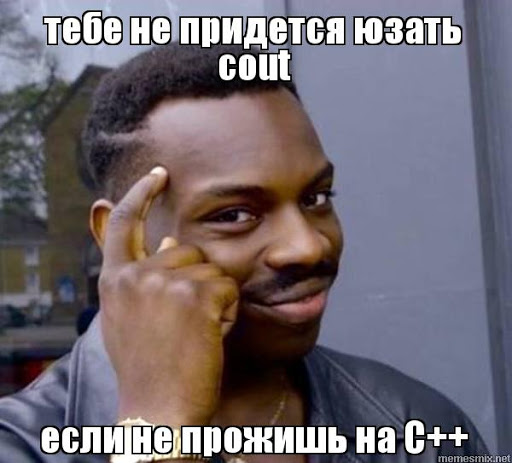 тебе не придется юзать
cout
если не прожишь на C++
memesmix.net